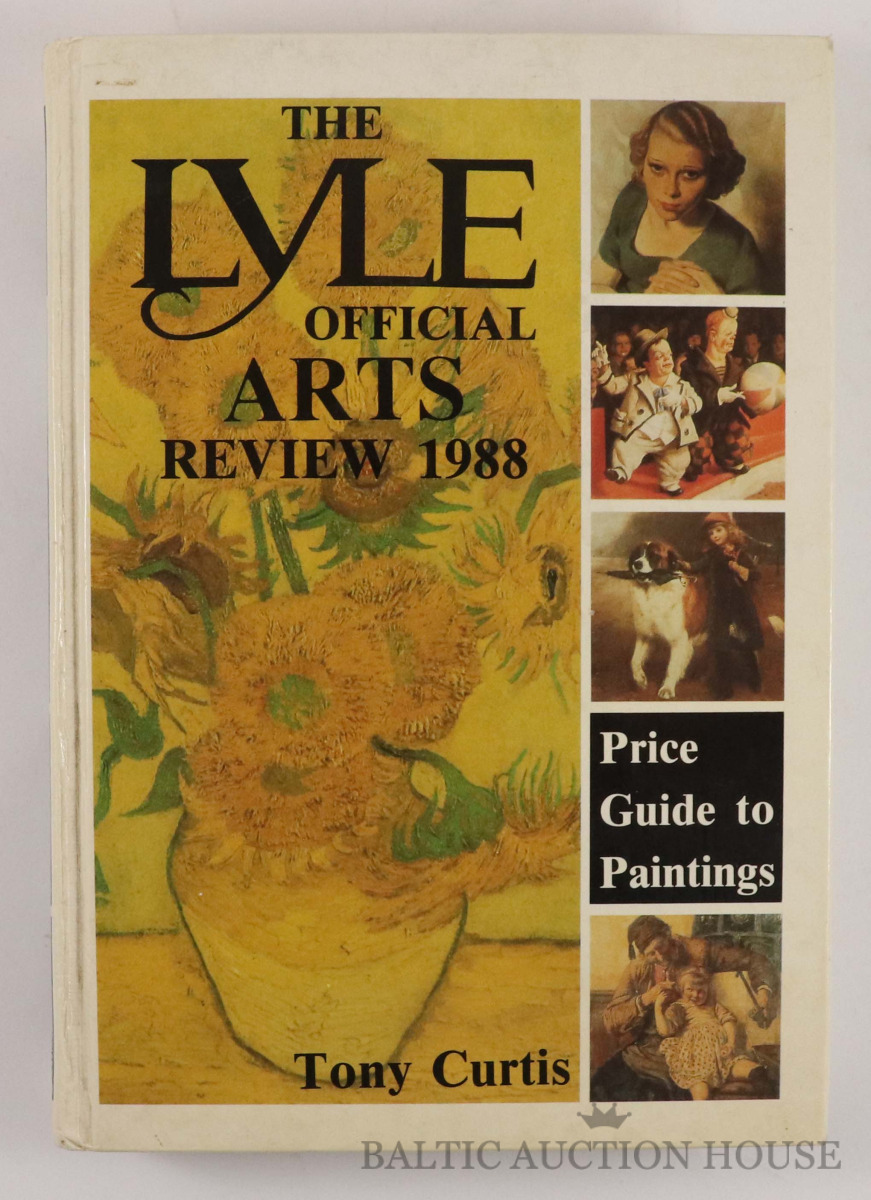 THE
LYLE
OFFICIAL
ARTS
REVIEW 1988
Price
Guide to
Paintings
Tony Curtis
BALTIC AUCTION HOUSE